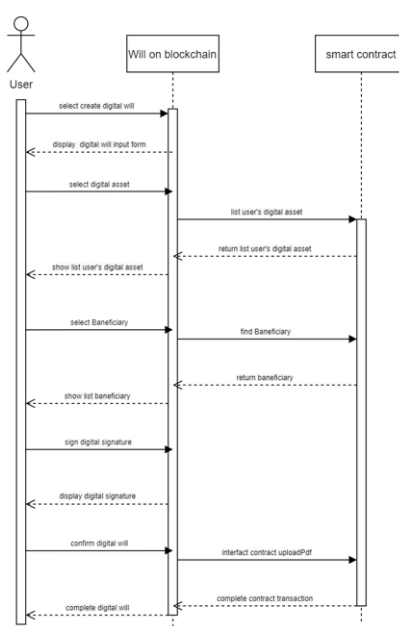 Will on blockchain
smart contract
User
select create digital will
display digital will input form
select digital asset
list user's digital asset
return list user's digital asset
show list user's digital asset
select Baneficiary
find Baneficiary
return baneficiary
show list baneficiary
sign digital signature
display digital signature
confirm digital will
interfact contract uploadPdf
complete contract transaction
complete digital will